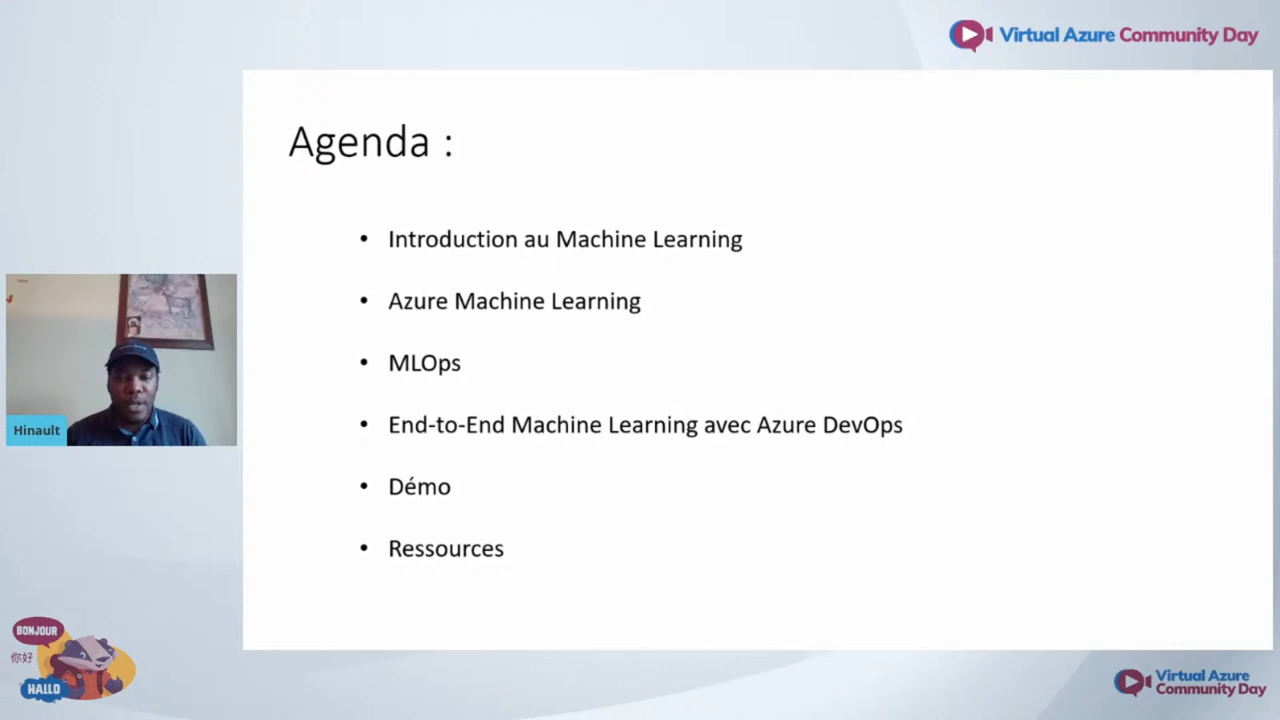 Virtual Azure Community Day
Agenda :
• Introduction au Machine Learning
• Azure Machine Learning
• MLOps
• End-to-End Machine Learning avec Azure DevOps
• Démo
• Ressources
Hinault
BONJOUR
你好
HALLO
Virtual Azure
Community Day